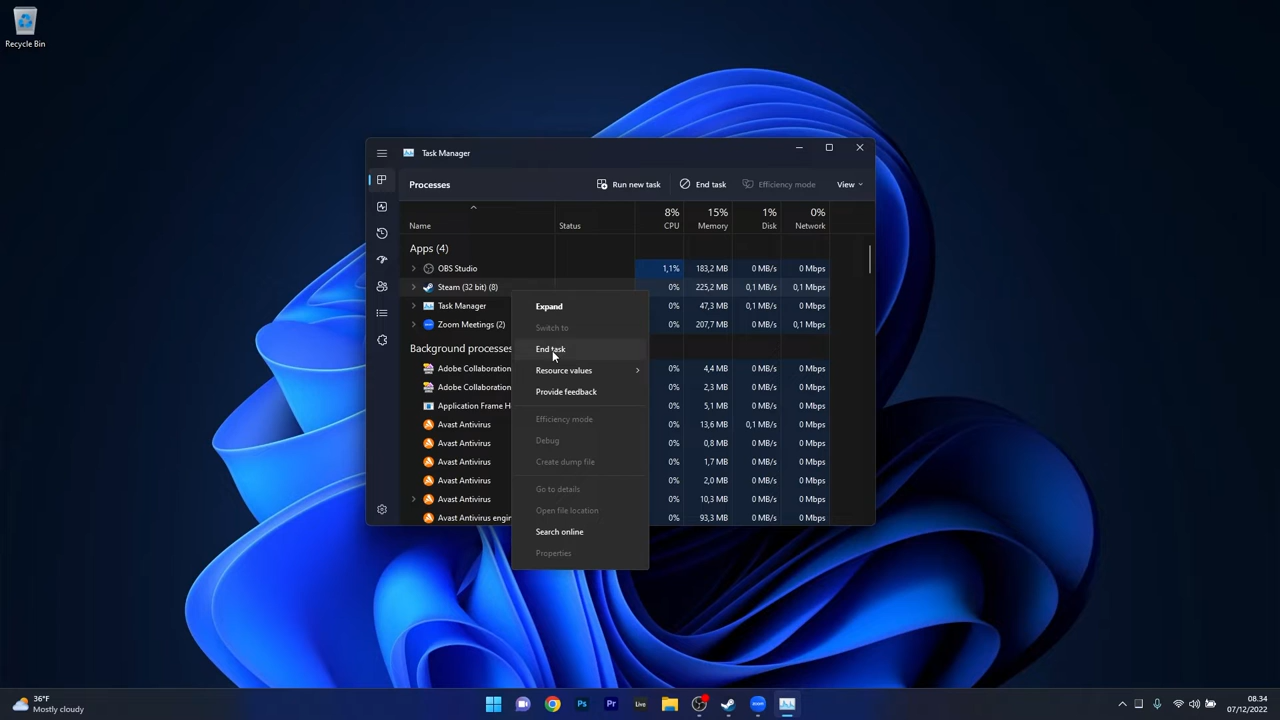 Recycle Bin
Task Manager
Processes
Run new task
End task
Efficiency mode
View
8% 15% 1% 0%
Name Status CPU Memory Disk Network
Apps (4)
OBS Studio 1,1% 183,2 MB 0 MB/s 0 Mbps
Steam (32 bit) (8) 0% 225,2 MB 0,1 MB/s 0,1 Mbps
Task Manager 0% 47,3 MB 0,1 MB/s 0 Mbps
Zoom Meetings (2) 0% 207,7 MB 0 MB/s 0,1 Mbps
Background processes
Adobe Collaboration 0% 4,4 MB 0 MB/s 0 Mbps
Adobe Collaboration 0% 2,3 MB 0 MB/s 0 Mbps
Application Frame H 0% 5,1 MB 0 MB/s 0 Mbps
Avast Antivirus 0% 13,6 MB 0,1 MB/s 0 Mbps
Avast Antivirus 0% 0,8 MB 0 MB/s 0 Mbps
Avast Antivirus 0% 1,7 MB 0 MB/s 0 Mbps
Avast Antivirus 0% 2,0 MB 0 MB/s 0 Mbps
Avast Antivirus 0% 10,3 MB 0 MB/s 0 Mbps
Avast Antivirus engin 0% 93,3 MB 0 MB/s 0 Mbps
Expand
Switch to
End task
Resource values
Provide feedback
Efficiency mode
Debug
Create dump file
Go to details
Open file location
Search online
Properties
36°F
Mostly cloudy
Ps
Pr
Live
zoom
08.34
07/12/2022